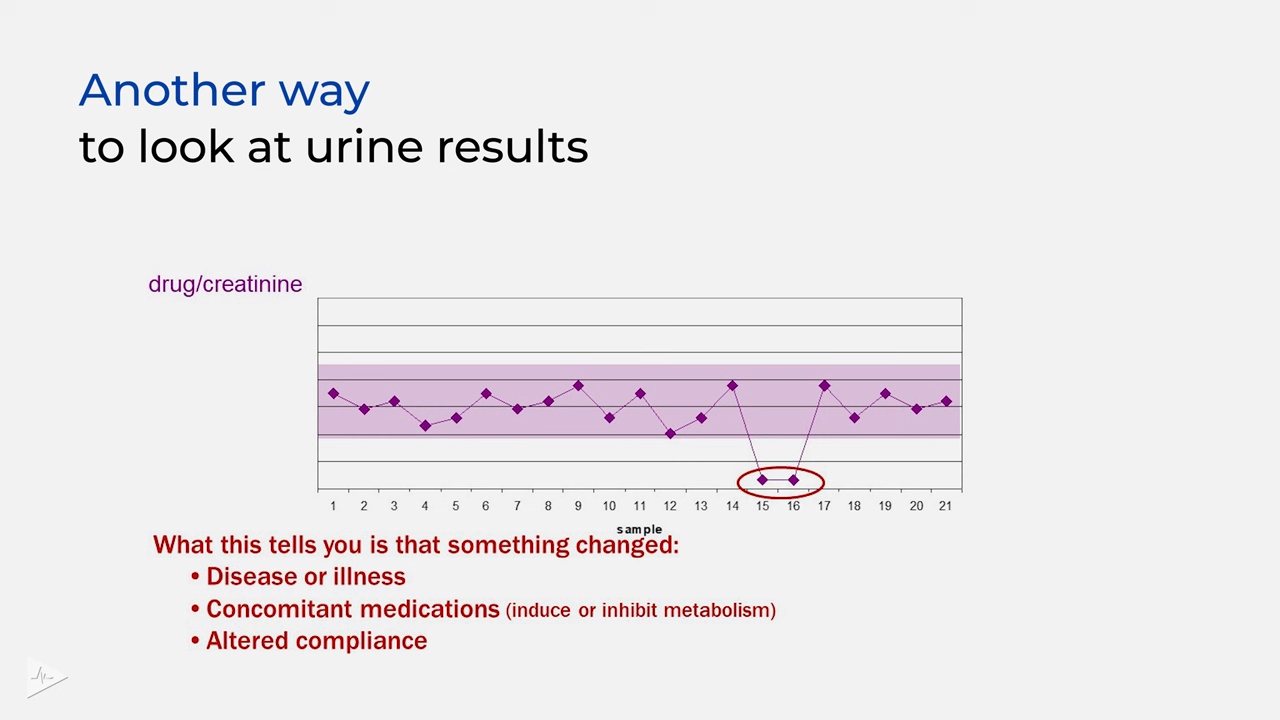 Another way
to look at urine results
drug/creatinine
1 2 3 4 5 6 7 8 9 10 11 12 13 14 15 16 17 18 19 20 21
sample
What this tells you is that something changed:
• Disease or illness
• Concomitant medications (induce or inhibit metabolism)
• Altered compliance